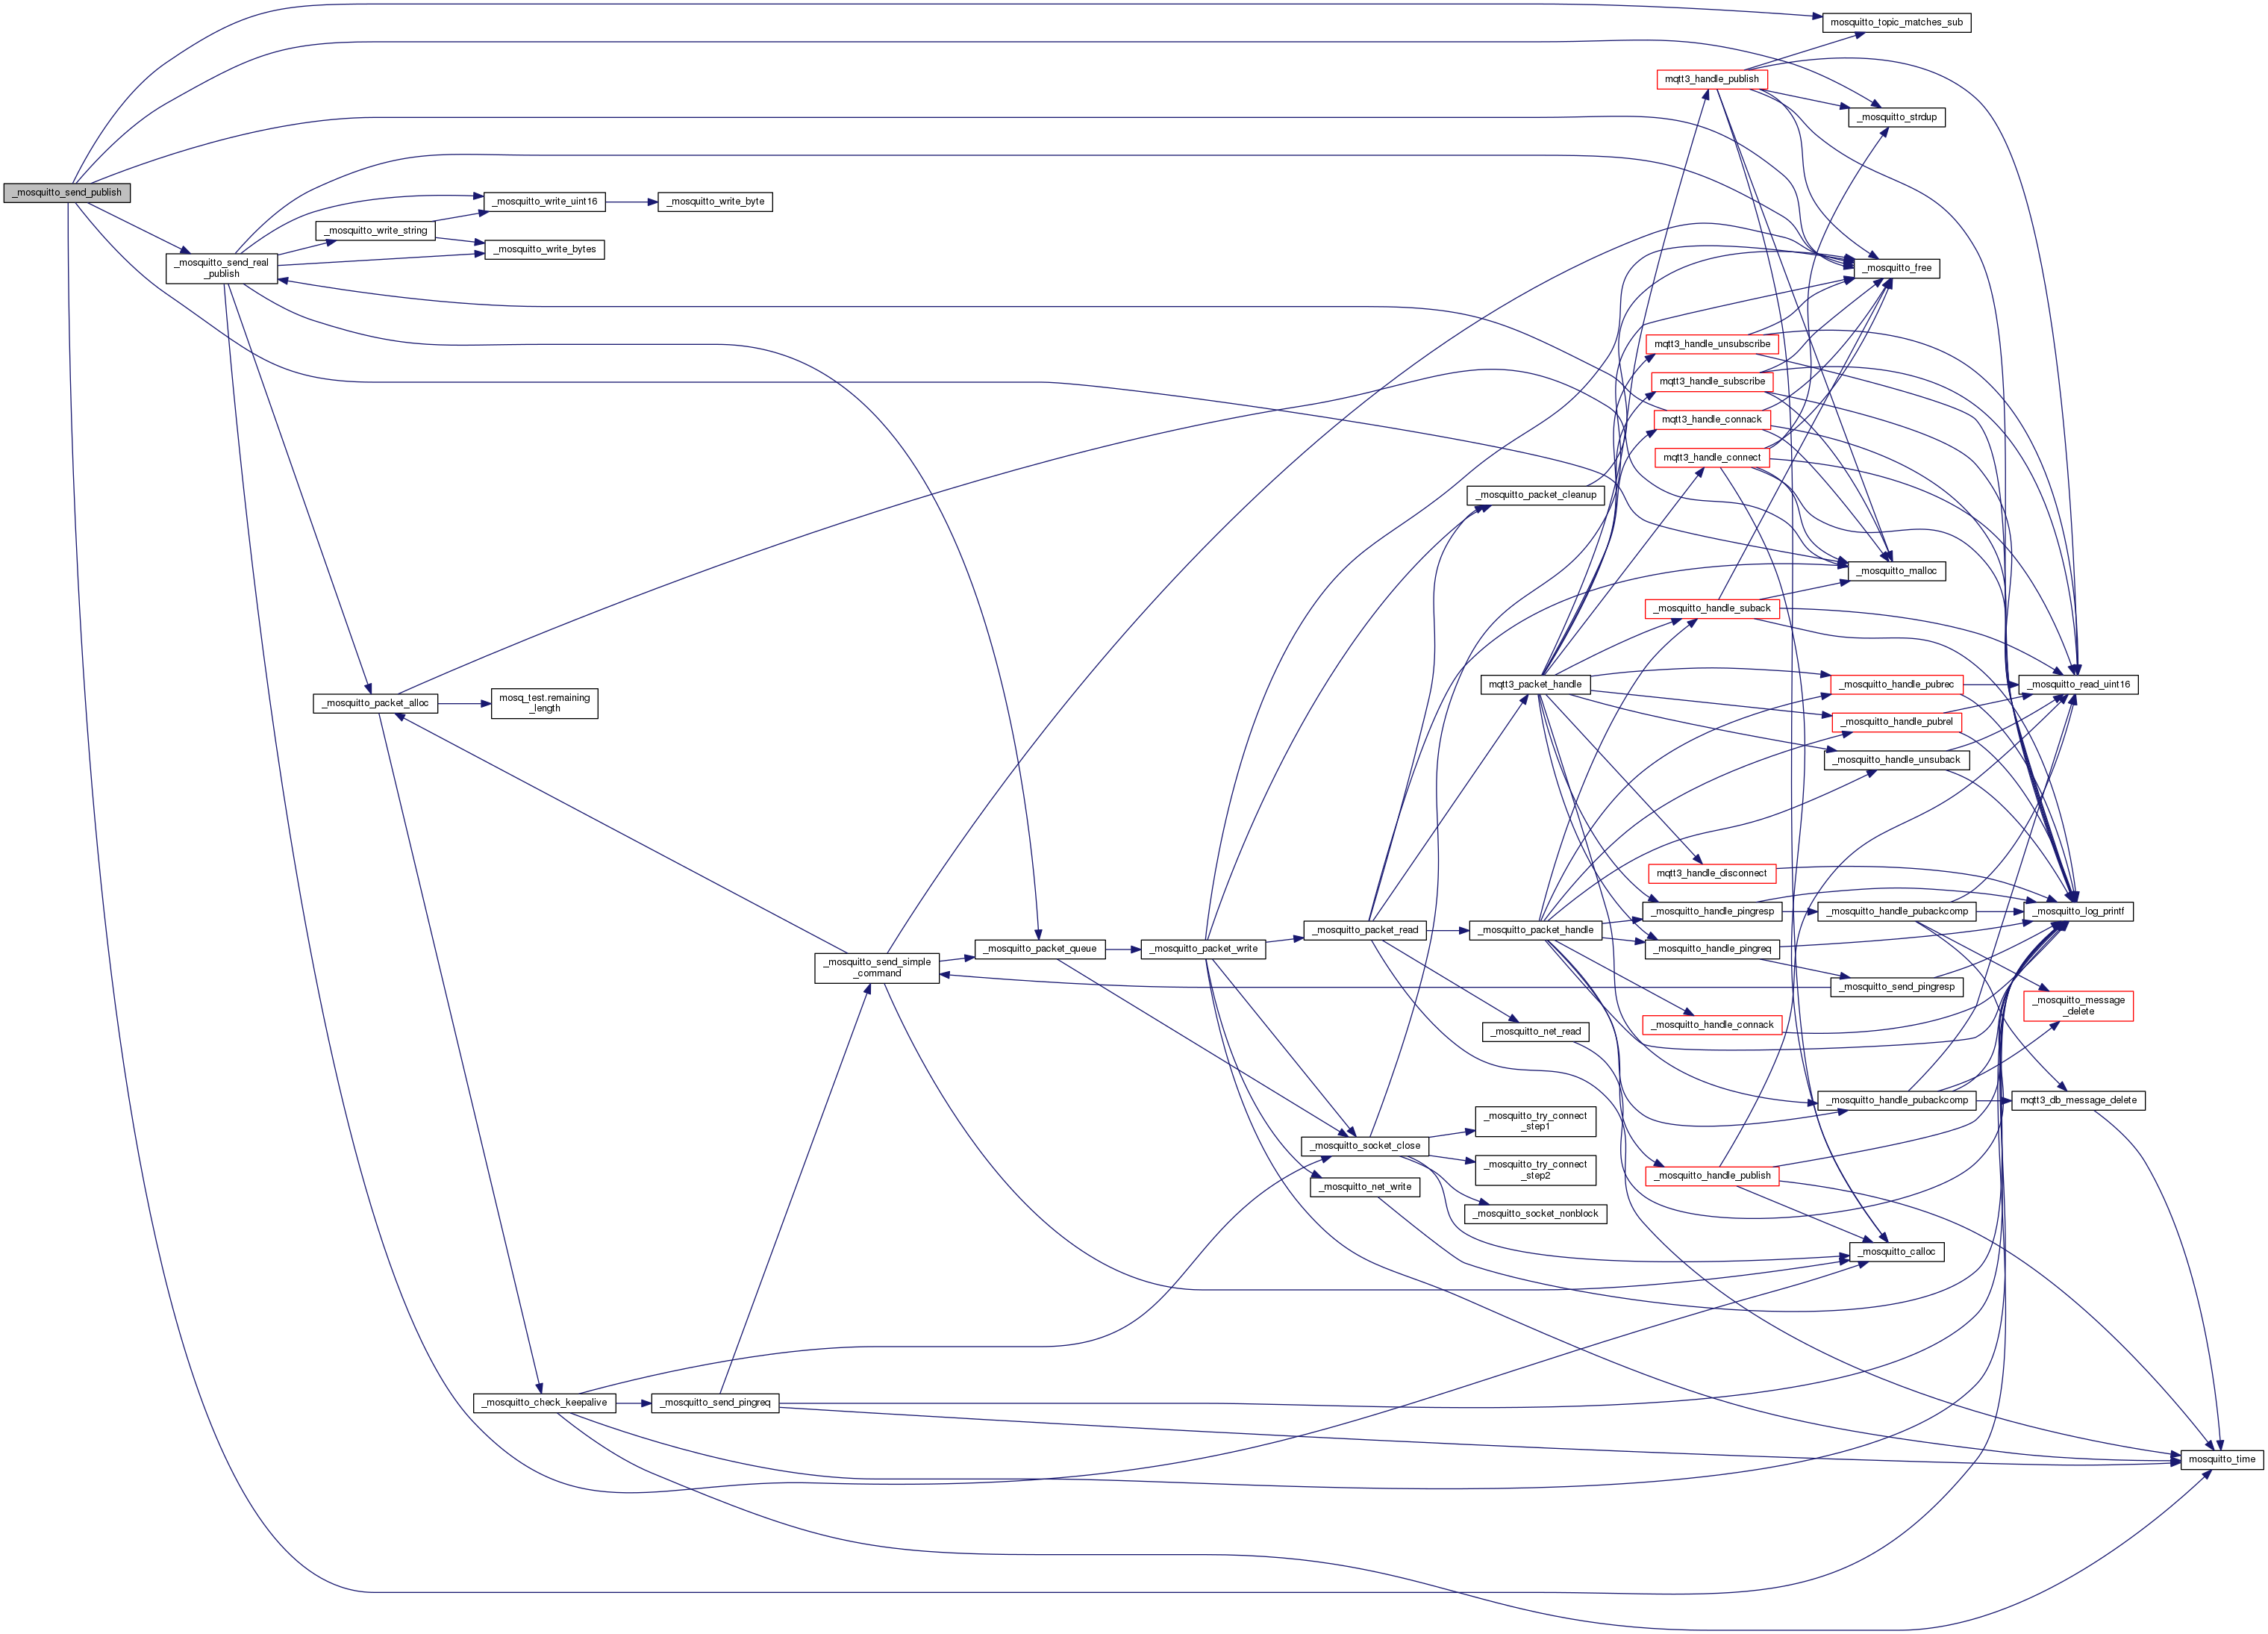 _mosquitto_send_publish
_mosquitto_send_real
_publish
_mosquitto_write_string
_mosquitto_packet_alloc
_mosquitto_write_uint16
_mosquitto_write_bytes
mosq_test.remaining
_length
_mosquitto_check_keepalive
_mosquitto_write_byte
_mosquitto_send_pingreq
_mosquitto_send_simple
_command
_mosquitto_packet_queue
_mosquitto_packet_write
_mosquitto_packet_read
_mosquitto_socket_close
_mosquitto_net_write
_mosquitto_packet_cleanup
mqtt3_packet_handle
_mosquitto_packet_handle
_mosquitto_net_read
_mosquitto_try_connect
_step1
_mosquitto_try_connect
_step2
_mosquitto_socket_nonblock
mqtt3_handle_publish
mqtt3_handle_unsubscribe
mqtt3_handle_subscribe
mqtt3_handle_connack
mqtt3_handle_connect
_mosquitto_handle_suback
mqtt3_handle_disconnect
_mosquitto_handle_pingresp
_mosquitto_handle_pingreq
_mosquitto_handle_connack
_mosquitto_handle_publish
mosquitto_topic_matches_sub
_mosquitto_strdup
_mosquitto_free
_mosquitto_malloc
_mosquitto_handle_pubrec
_mosquitto_handle_pubrel
_mosquitto_handle_unsuback
_mosquitto_handle_pubackcomp
_mosquitto_send_pingresp
_mosquitto_handle_pubackcomp
_mosquitto_calloc
_mosquitto_read_uint16
_mosquitto_log_printf
_mosquitto_message
_delete
mqtt3_db_message_delete
mosquitto_time